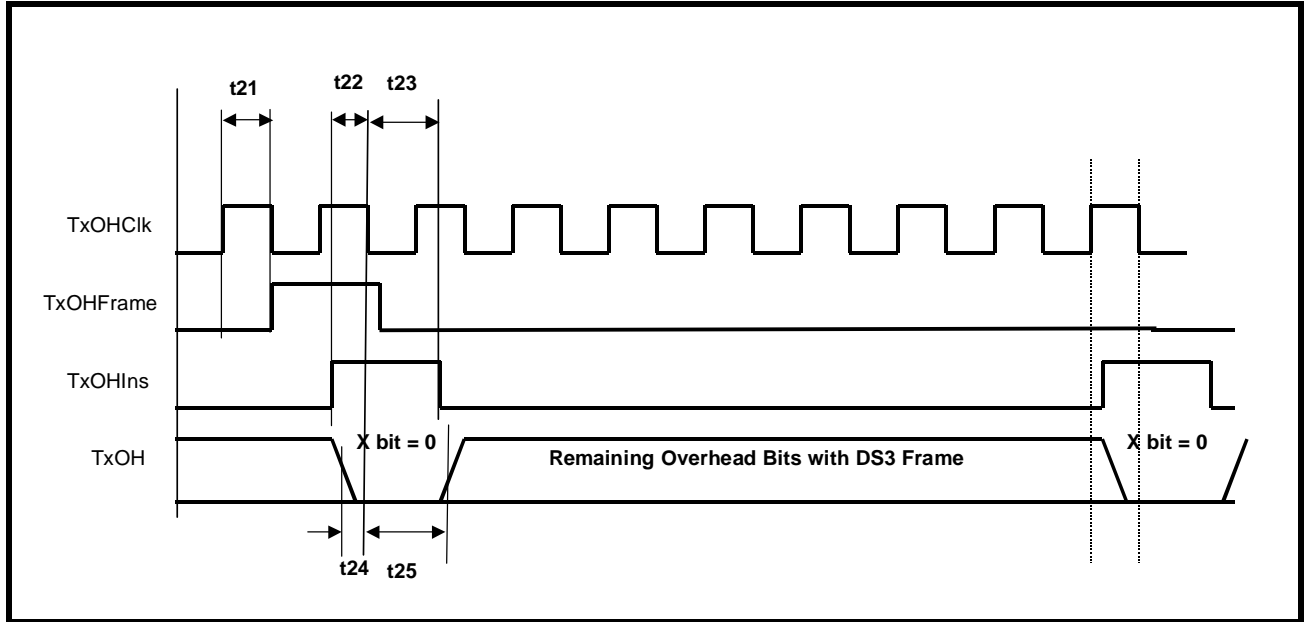 t21
t22
t23
TxOHClk
TxOHFrame
TxOHIns
TxOH
X bit = 0
Remaining Overhead Bits with DS3 Frame
X bit = 0
t24
t25